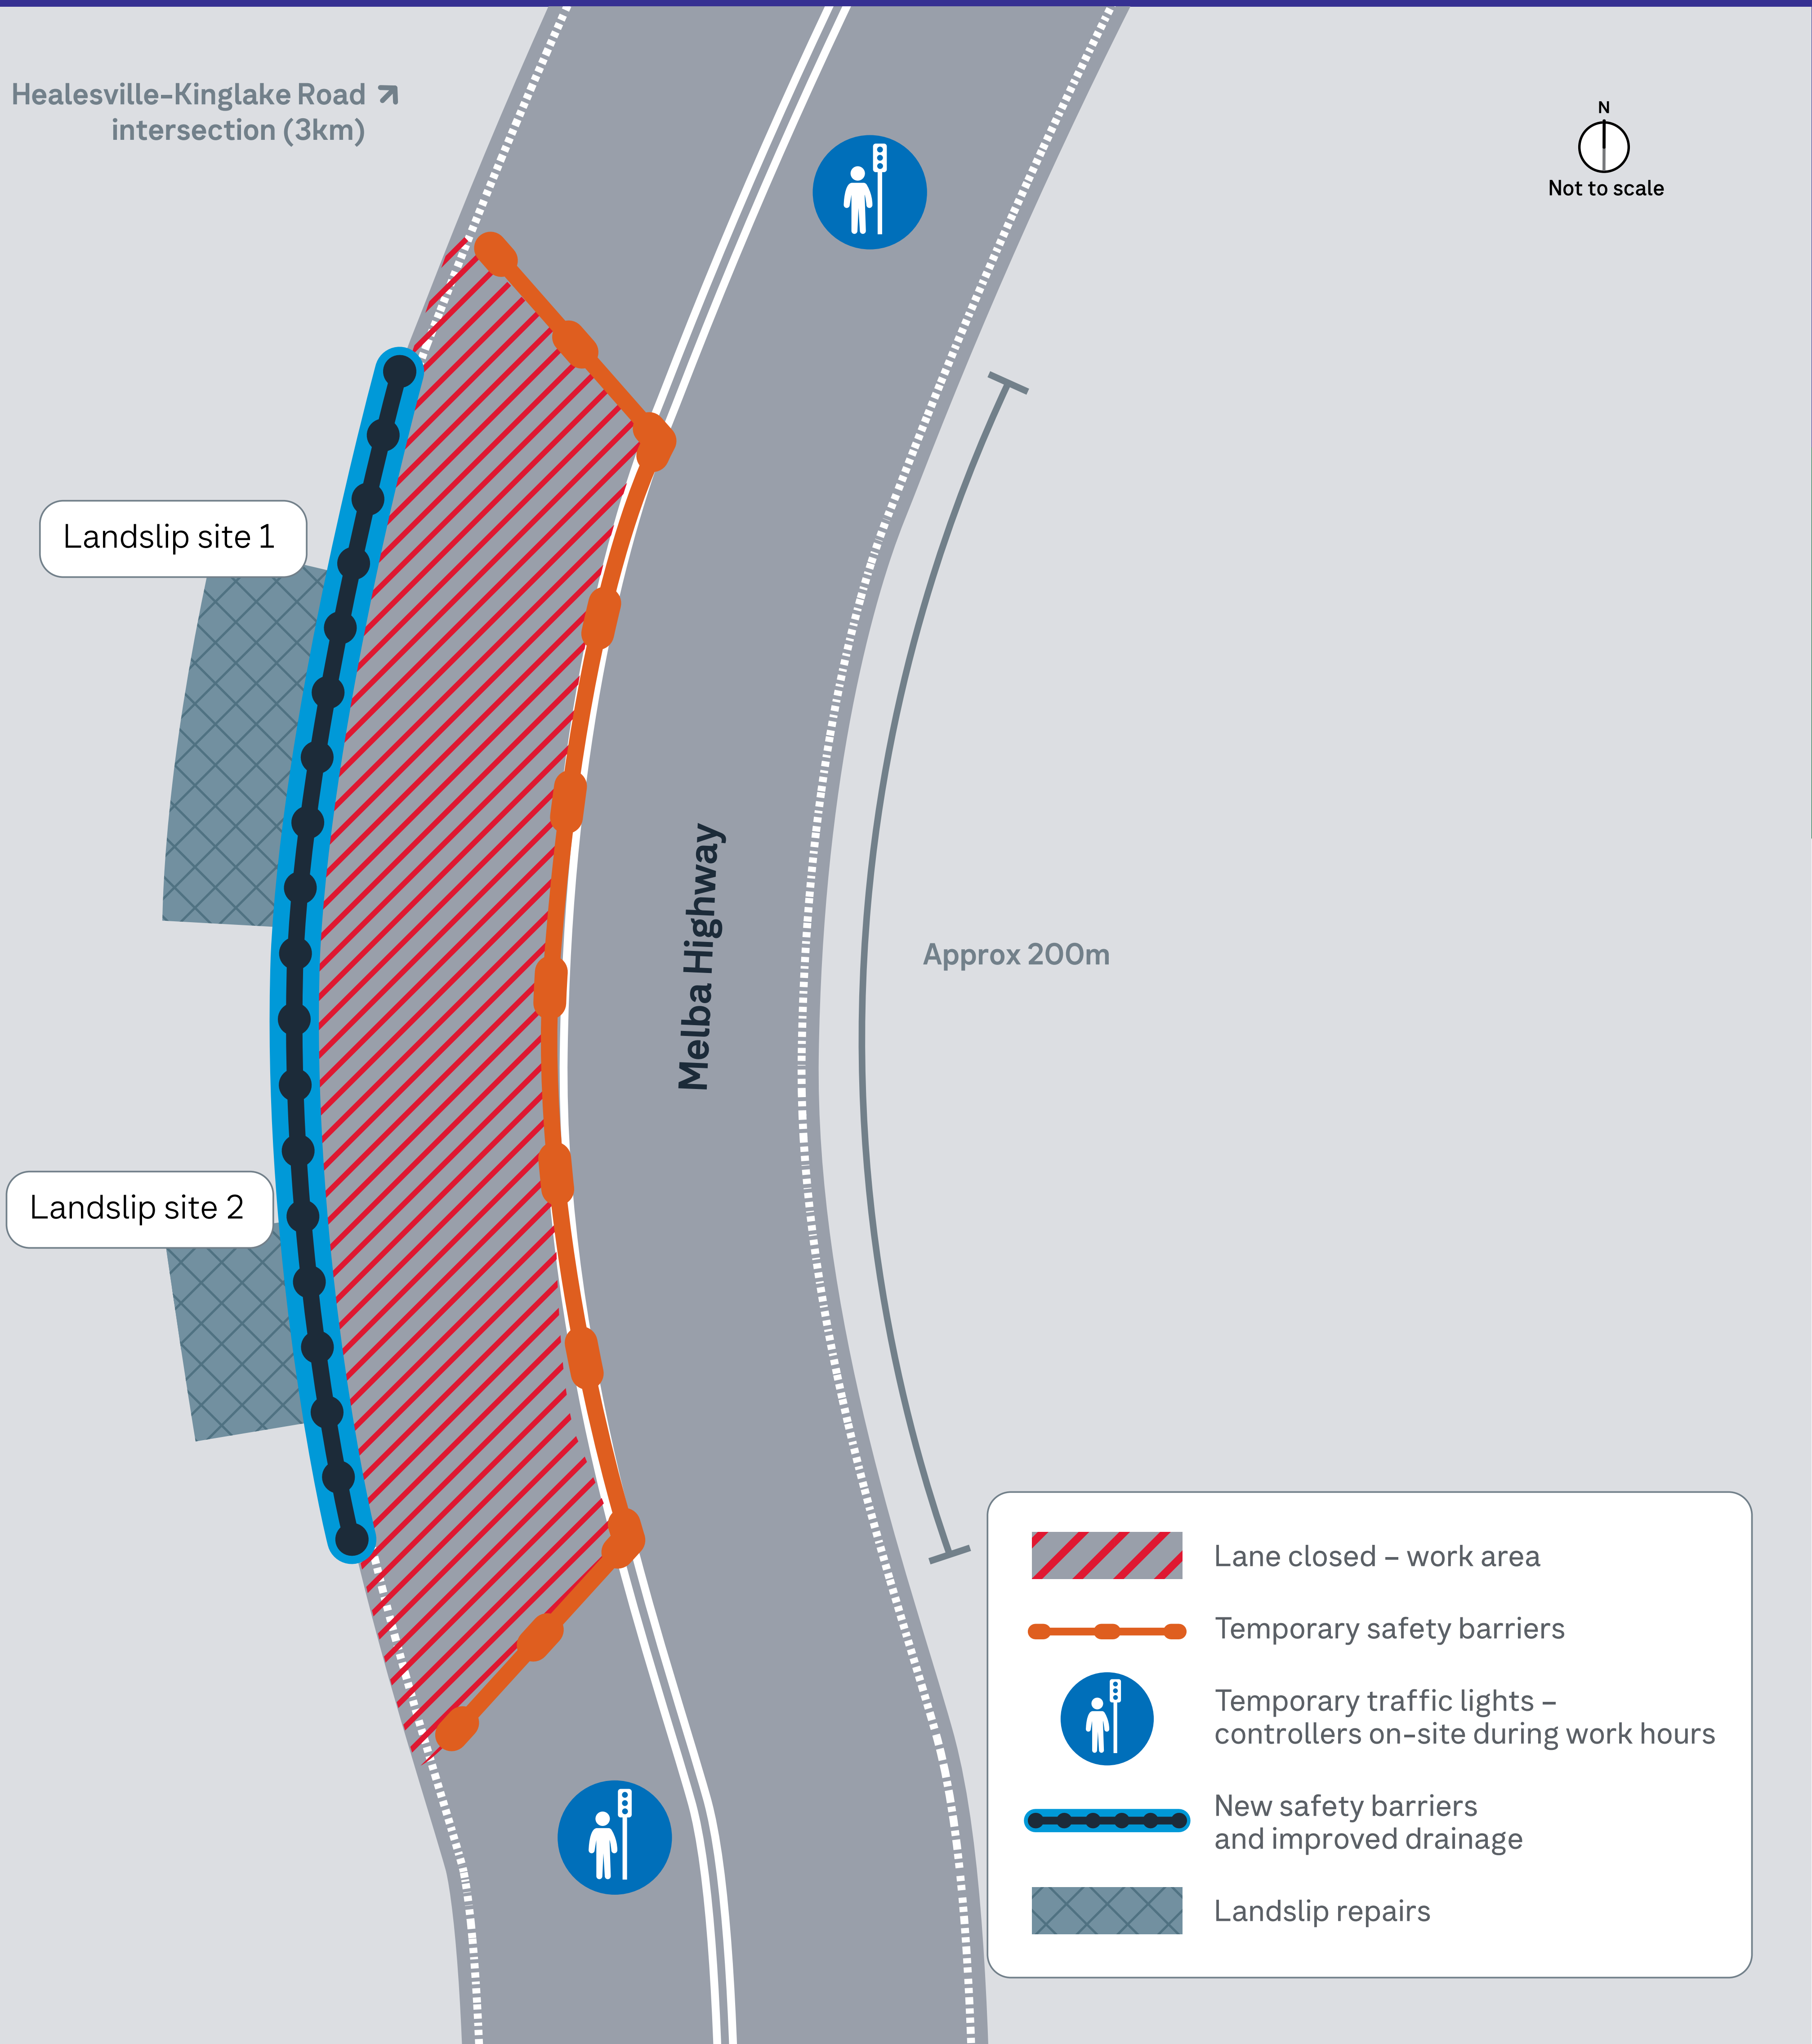 Healesville-Kinglake Road
intersection (3km)
N
Not to scale
Landslip site 1
Melba Highway
Approx 200m
Landslip site 2
Lane closed – work area
Temporary safety barriers
Temporary traffic lights –
controllers on-site during work hours
New safety barriers
and improved drainage
Landslip repairs